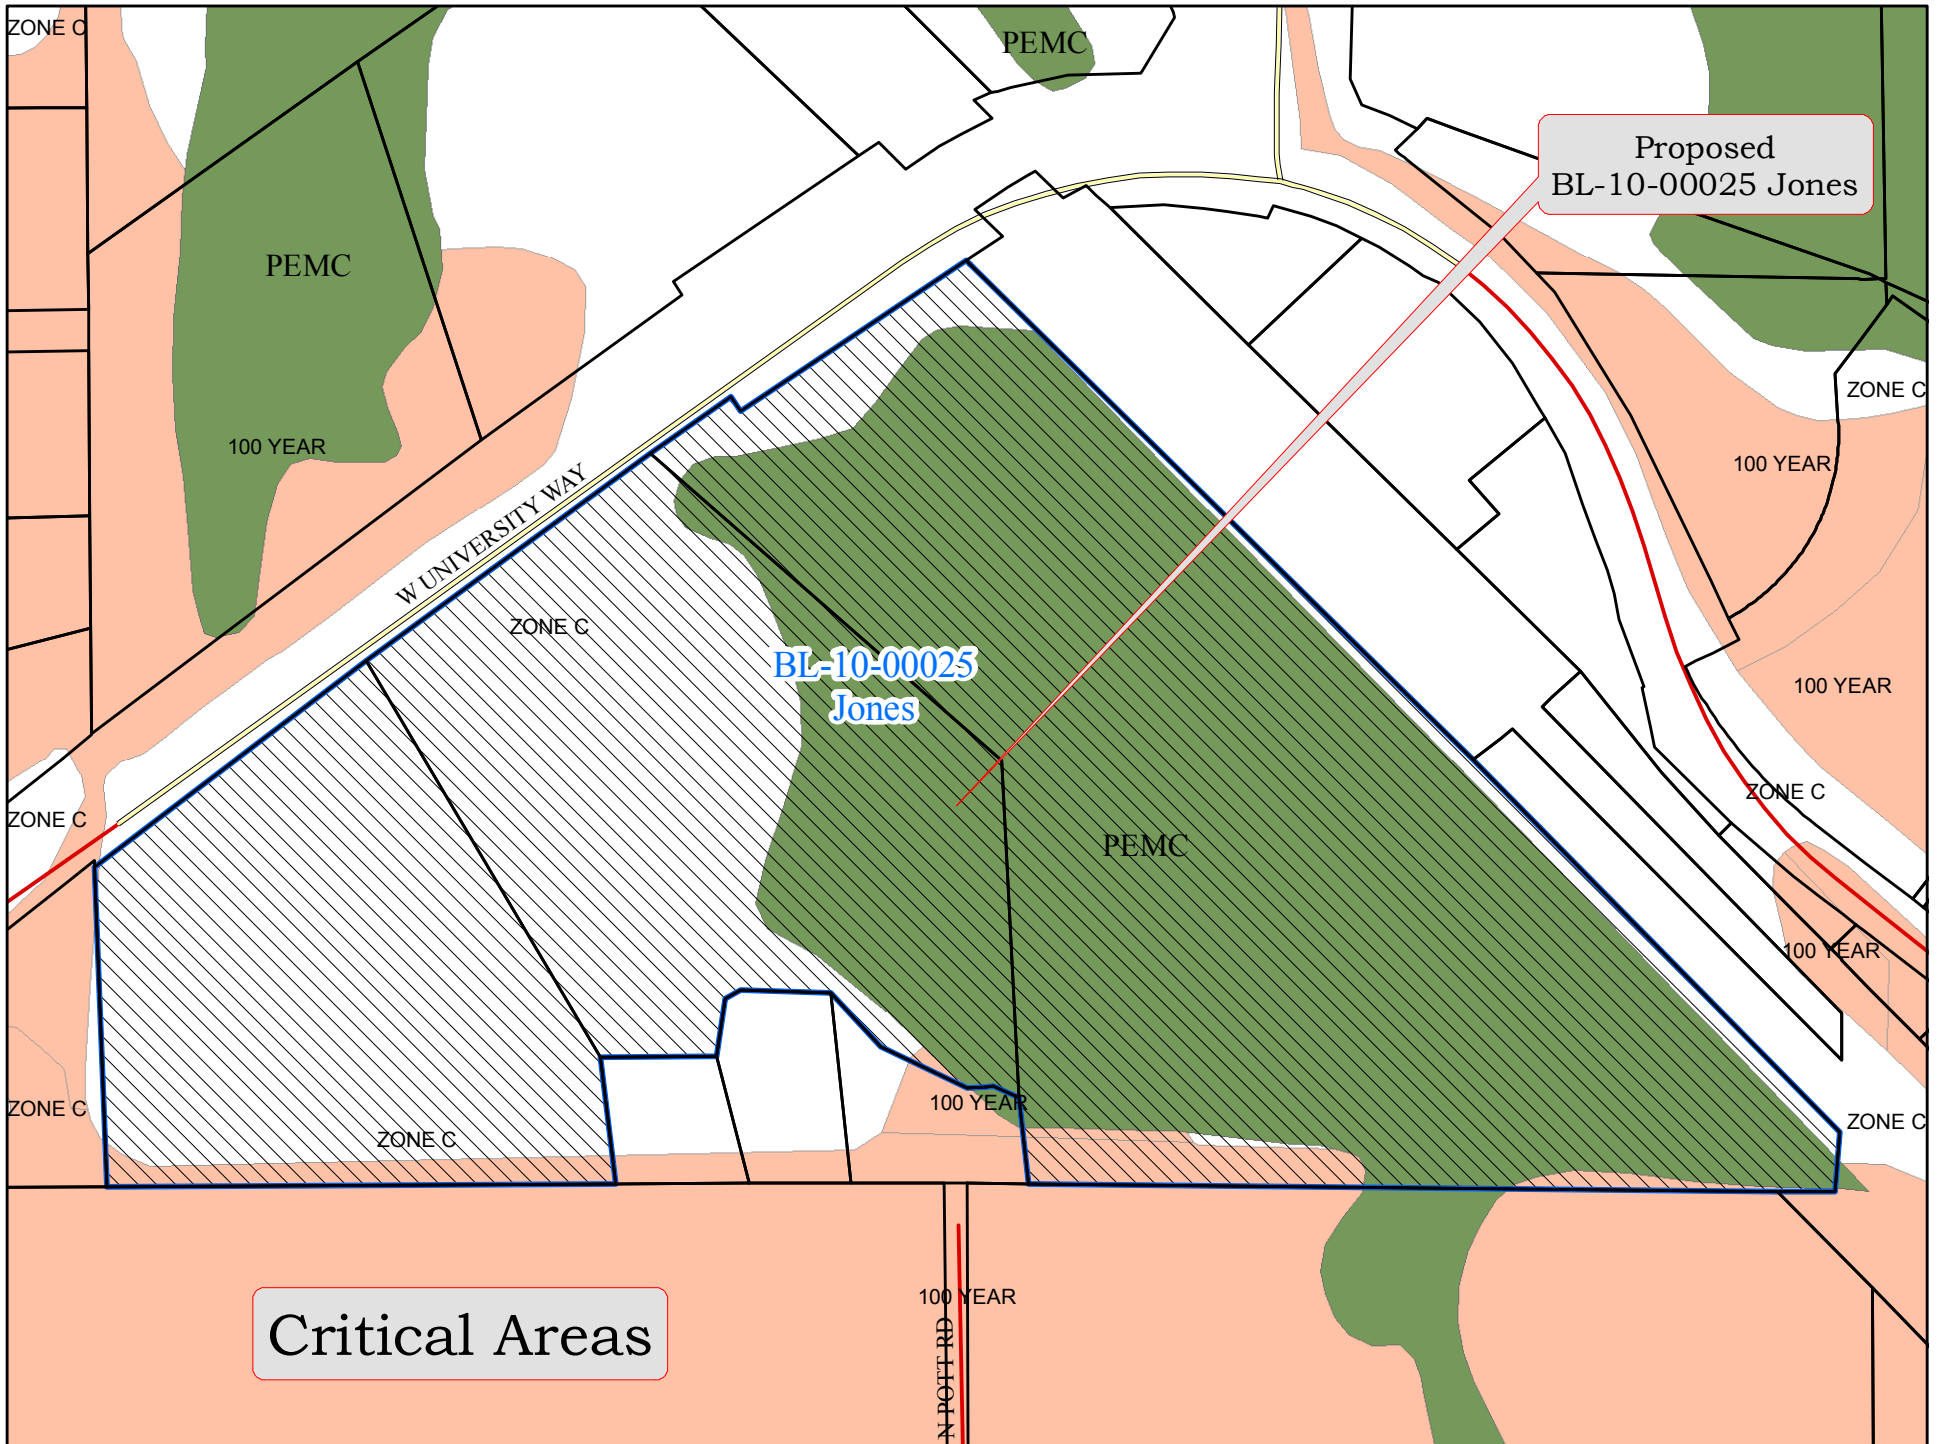 ZONE C
PEMC
Proposed
BL-10-00025 Jones
PEMC
ZONE C
100 YEAR
100 YEAR
W UNIVERSITY WAY
ZONE C
BL-10-00025
Jones
100 YEAR
ZONE C
ZONE C
PEMC
100 YEAR
100 YEAR
ZONE C
ZONE C
ZONE C
100 YEAR
Critical Areas
N POTT RD